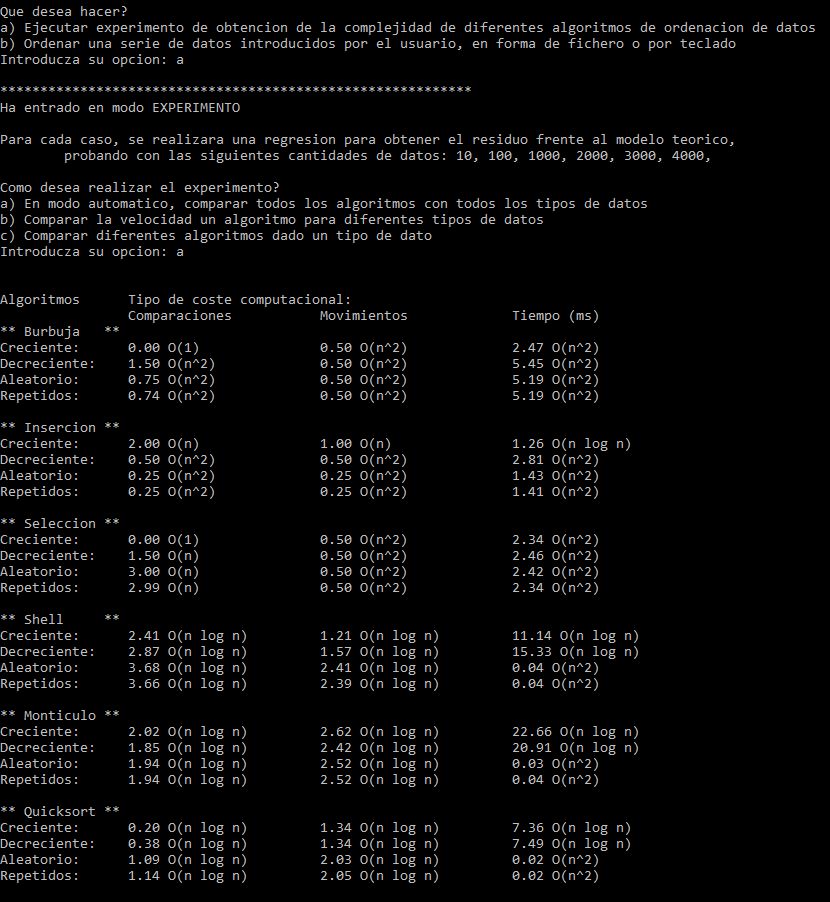 Que desea hacer?
a) Ejecutar experimento de obtencion de la complejidad de diferentes algoritmos de ordenacion de datos
b) Ordenar una serie de datos introducidos por el usuario, en forma de fichero o por teclado
Introduzca su opcion: a
***********************************************************
Ha entrado en modo EXPERIMENTO
Para cada caso, se realizara una regresion para obtener el residuo frente al modelo teorico,
probando con las siguientes cantidades de datos: 10, 100, 1000, 2000, 3000, 4000,
Como desea realizar el experimento?
a) En modo automatico, comparar todos los algoritmos con todos los tipos de datos
b) Comparar la velocidad un algoritmo para diferentes tipos de datos
c) Comparar diferentes algoritmos dado un tipo de dato
Introduzca su opcion: a
Algoritmos Tipo de coste computacional:
Comparaciones Movimientos Tiempo (ms)
** Burbuja **
Creciente: 0.00 O(1) 0.50 O(n^2) 2.47 O(n^2)
Decreciente: 1.50 O(n^2) 0.50 O(n^2) 5.45 O(n^2)
Aleatorio: 0.75 O(n^2) 0.50 O(n^2) 5.19 O(n^2)
Repetidos: 0.74 O(n^2) 0.50 O(n^2) 5.19 O(n^2)
** Insercion **
Creciente: 2.00 O(n) 1.00 O(n) 1.26 O(n log n)
Decreciente: 0.50 O(n^2) 0.50 O(n^2) 2.81 O(n^2)
Aleatorio: 0.25 O(n^2) 0.25 O(n^2) 1.43 O(n^2)
Repetidos: 0.25 O(n^2) 0.25 O(n^2) 1.41 O(n^2)
** Seleccion **
Creciente: 0.00 O(1) 0.50 O(n^2) 2.34 O(n^2)
Decreciente: 1.50 O(n) 0.50 O(n^2) 2.46 O(n^2)
Aleatorio: 3.00 O(n) 0.50 O(n^2) 2.42 O(n^2)
Repetidos: 2.99 O(n) 0.50 O(n^2) 2.34 O(n^2)
** Shell **
Creciente: 2.41 O(n log n) 1.21 O(n log n) 11.14 O(n log n)
Decreciente: 2.87 O(n log n) 1.57 O(n log n) 15.33 O(n log n)
Aleatorio: 3.68 O(n log n) 2.41 O(n log n) 0.04 O(n^2)
Repetidos: 3.66 O(n log n) 2.39 O(n log n) 0.04 O(n^2)
** Monticulo **
Creciente: 2.02 O(n log n) 2.62 O(n log n) 22.66 O(n log n)
Decreciente: 1.85 O(n log n) 2.42 O(n log n) 20.91 O(n log n)
Aleatorio: 1.94 O(n log n) 2.52 O(n log n) 0.03 O(n^2)
Repetidos: 1.94 O(n log n) 2.52 O(n log n) 0.04 O(n^2)
** Quicksort **
Creciente: 0.20 O(n log n) 1.34 O(n log n) 7.36 O(n log n)
Decreciente: 0.38 O(n log n) 1.34 O(n log n) 7.49 O(n log n)
Aleatorio: 1.09 O(n log n) 2.03 O(n log n) 0.02 O(n^2)
Repetidos: 1.14 O(n log n) 2.05 O(n log n) 0.02 O(n^2)